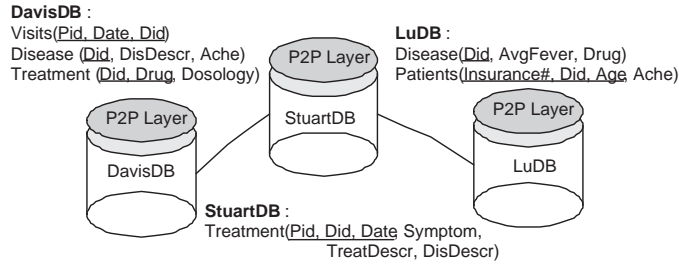 DavisDB :
Visits(Pid, Date, Did)
Disease (Did, DisDescr, Ache)
Treatment (Did, Drug, Dosology)
LuDB :
Disease(Did, AvgFever, Drug)
Patients(Insurance#, Did, Age, Ache)
P2P Layer
StuartDB
P2P Layer
DavisDB
P2P Layer
LuDB
StuartDB :
Treatment(Pid, Did, Date, Symptom,
TreatDescr, DisDescr)